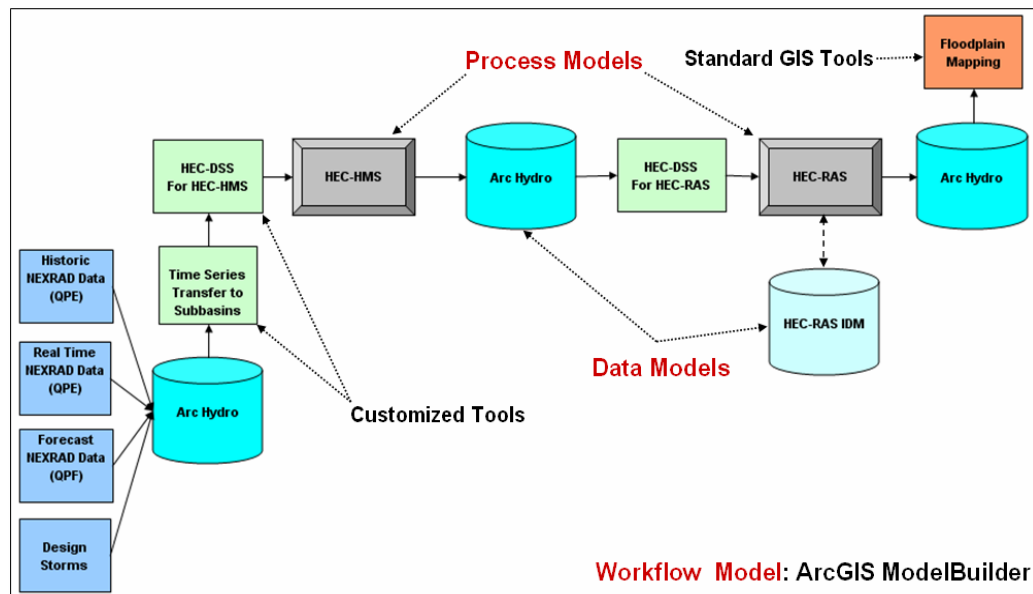 Process Models
Standard GIS Tools
Floodplain
Mapping
HEC-DSS
For HEC-HMS
HEC-HMS
Arc Hydro
HEC-DSS
For HEC-RAS
HEC-RAS
Arc Hydro
Historic
NEXRAD Data
(QPE)
Time Series
Transfer to
Subbasins
HEC-RAS IDM
Real Time
NEXRAD Data
(QPE)
Data Models
Arc Hydro
Customized Tools
Forecast
NEXRAD Data
(QPF)
Design
Storms
Workflow Model: ArcGIS ModelBuilder